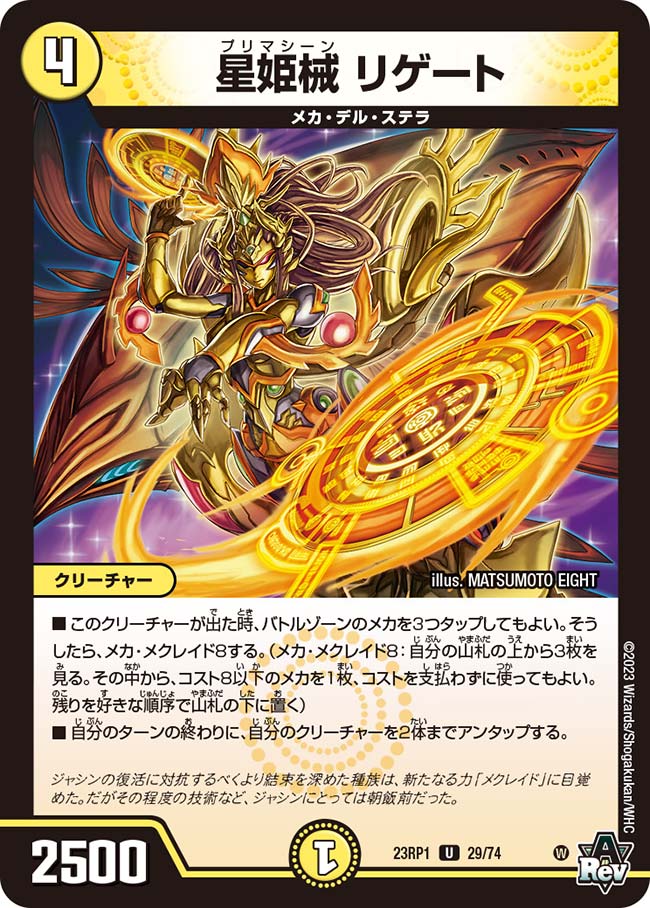 4
プリマシーン
星姫械 リゲート
メカ・デル・ステラ
クリーチャー
illus. MATSUMOTO EIGHT
■このクリーチャーが出た時、バトルゾーンのメカを3つタップしてもよい。そ
うしたら、メカ・メクレイド8する。(メカ・メクレイド8:自分の山札の上から3枚を
見る。その中から、コスト8以下のメカを1枚、コストを支払わずに使ってもよい。
残りを好きな順序で山札の下に置く)
■自分のターンの終わりに、自分のクリーチャーを2体までアンタップする。
ジャシンの復活に対抗するべくより結束を深めた種族は、新たなる力「メクレイド」に目覚
めた。だがその程度の技術など、ジャシンにとっては朝飯前だった。
©2023 Wizards/Shogakukan/WHC
2500
1
23RP1 U 29/74
W
A
Rev